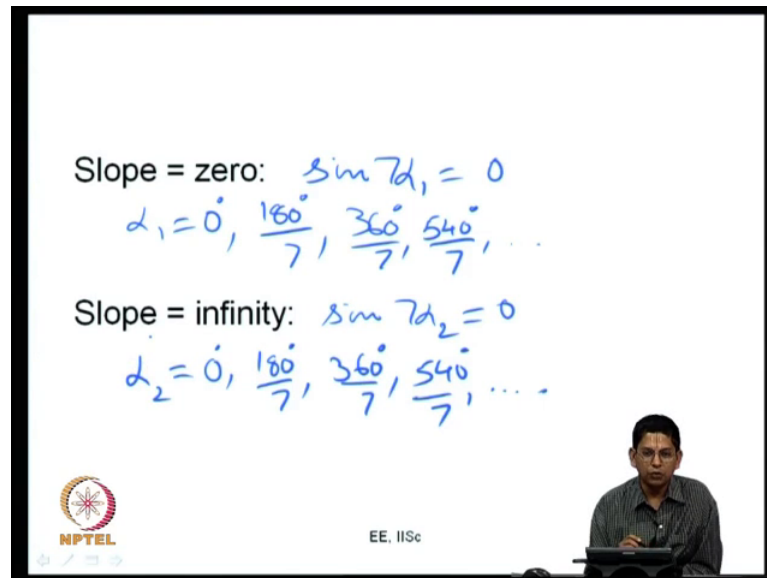 Slope = zero: sin 7α₁ = 0
α₁ = 0°, 180°/7, 360°/7, 540°/7, ...
Slope = infinity: sin 7α₂ = 0
α₂ = 0°, 180°/7, 360°/7, 540°/7, ....
NPTEL
EE, IISc